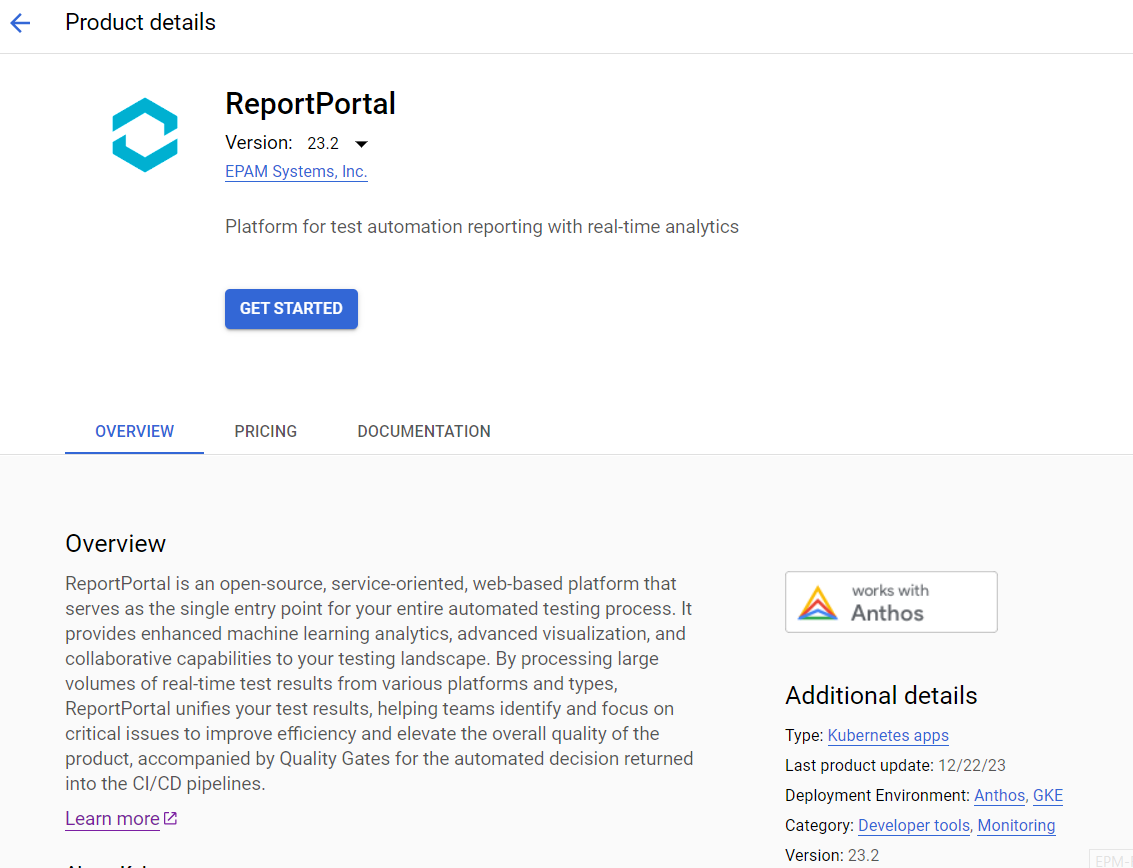 Product details
ReportPortal
Version: 23.2
EPAM Systems, Inc.
Platform for test automation reporting with real-time analytics
GET STARTED
OVERVIEW PRICING DOCUMENTATION
Overview
ReportPortal is an open-source, service-oriented, web-based platform that
serves as the single entry point for your entire automated testing process. It
provides enhanced machine learning analytics, advanced visualization, and
collaborative capabilities to your testing landscape. By processing large
volumes of real-time test results from various platforms and types,
ReportPortal unifies your test results, helping teams identify and focus on
critical issues to improve efficiency and elevate the overall quality of the
product, accompanied by Quality Gates for the automated decision returned
into the CI/CD pipelines.
Learn more
works with
Anthos
Additional details
Type: Kubernetes apps
Last product update: 12/22/23
Deployment Environment: Anthos, GKE
Category: Developer tools, Monitoring
Version: 23.2